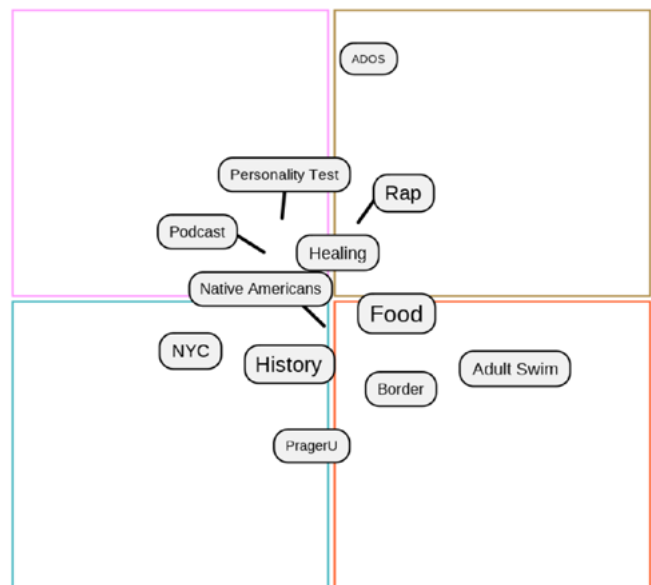 ADOS
Personality Test
Rap
Podcast
Healing
Native Americans
Food
NYC
History
Adult Swim
Border
PragerU